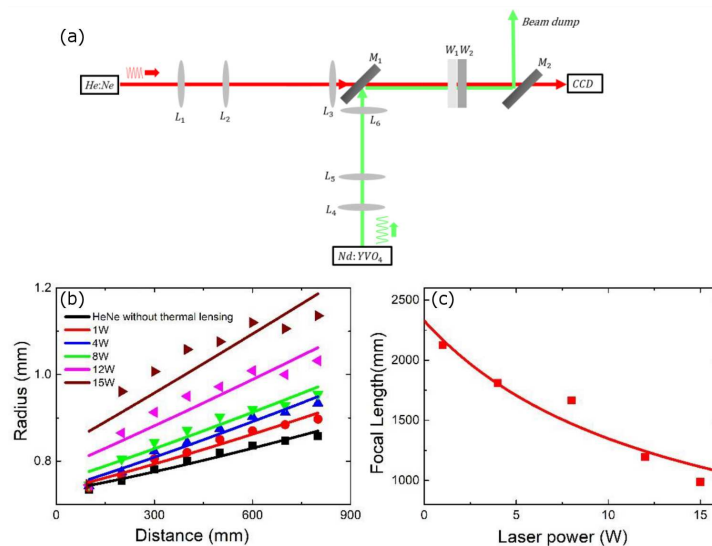 (a)
Beam dump
He:Ne
L1
L2
L3
M1
W1 W2
M2
CCD
L6
L5
L4
Nd:YVO4
(b)
1.2
1.0
0.8
Radius (mm)
HeNe without thermal lensing
1W
4W
8W
12W
15W
0 300 600 900
Distance (mm)
(c)
2500
2000
1500
1000
Focal Length(mm)
0 5 10 15
Laser power (W)